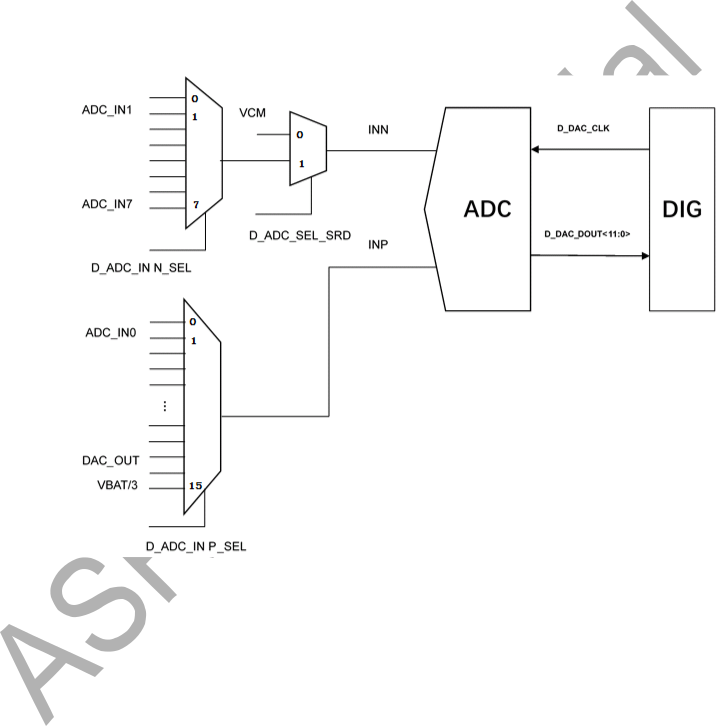 ADC_IN1
0
1
ADC_IN7
7
D_ADC_IN N_SEL
VCM
0
1
D_ADC_SEL_SRD
INN
INP
ADC
D_DAC_CLK
D_DAC_DOUT<11:0>
DIG
ADC_IN0
0
1
⋮
DAC_OUT
VBAT/3
15
D_ADC_IN P_SEL